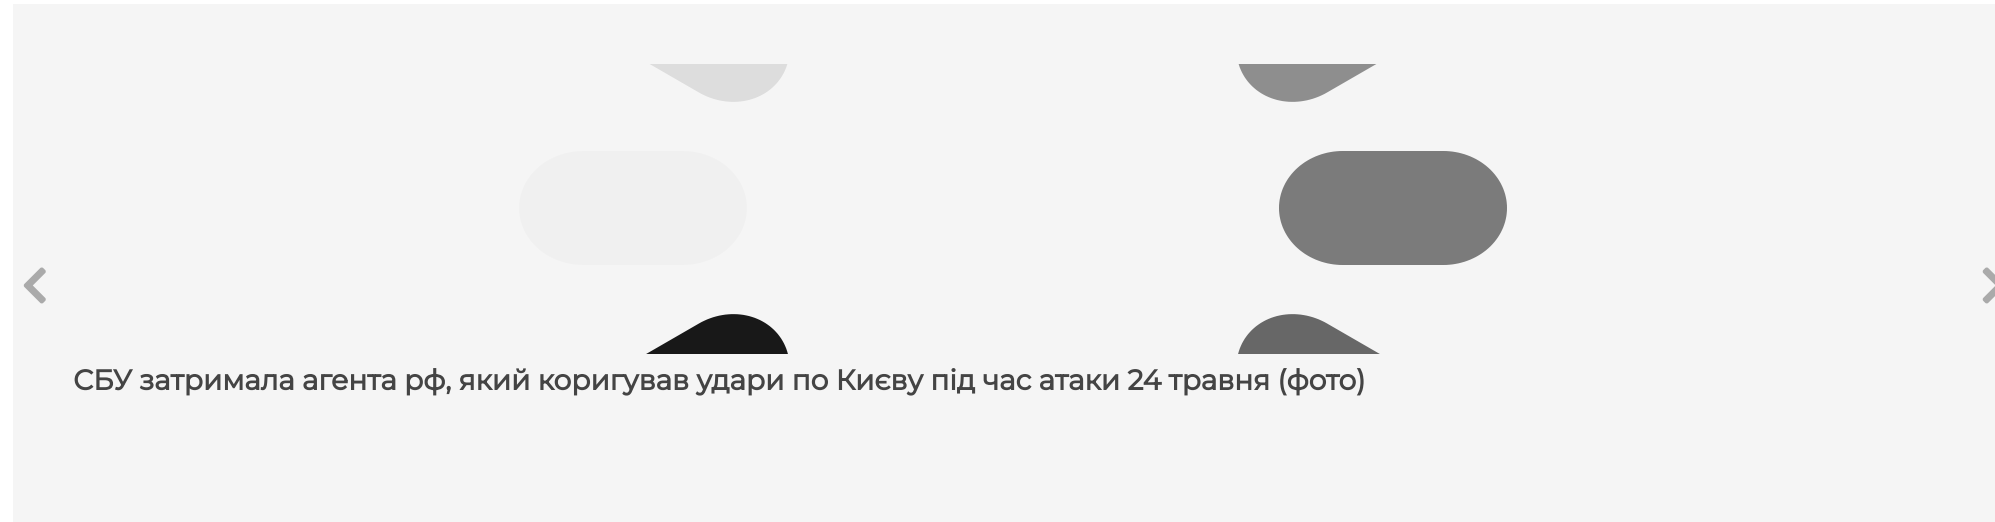 СБУ затримала агента рф, який коригував удари по Києву під час атаки 24 травня (фото)